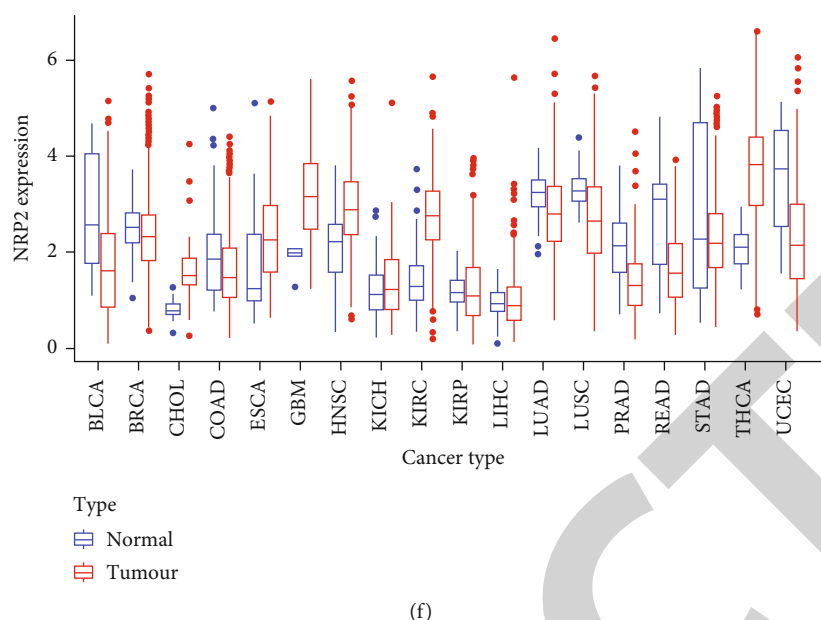 6
4
2
0
NRP2 expression
BLCA
BRCA
CHOL
COAD
ESCA
GBM
HNSC
KICH
KIRC
KIRP
LIHC
LUAD
LUSC
PRAD
READ
STAD
THCA
UCEC
Cancer type
Type
Normal
Tumour
(f)